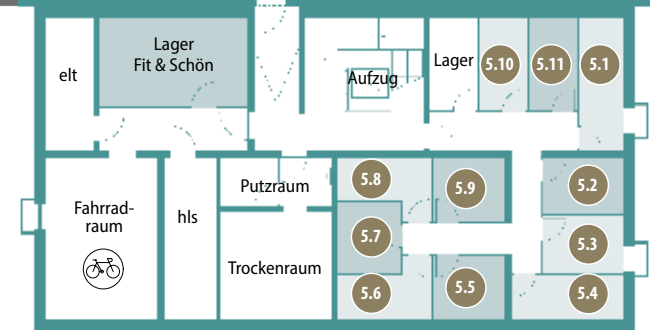 elt
Lager
Fit & Schön
Aufzug
Lager
5.10
5.11
5.1
Fahrrad-
raum
hls
Putzraum
Trockenraum
5.8
5.9
5.7
5.6
5.5
5.2
5.3
5.4